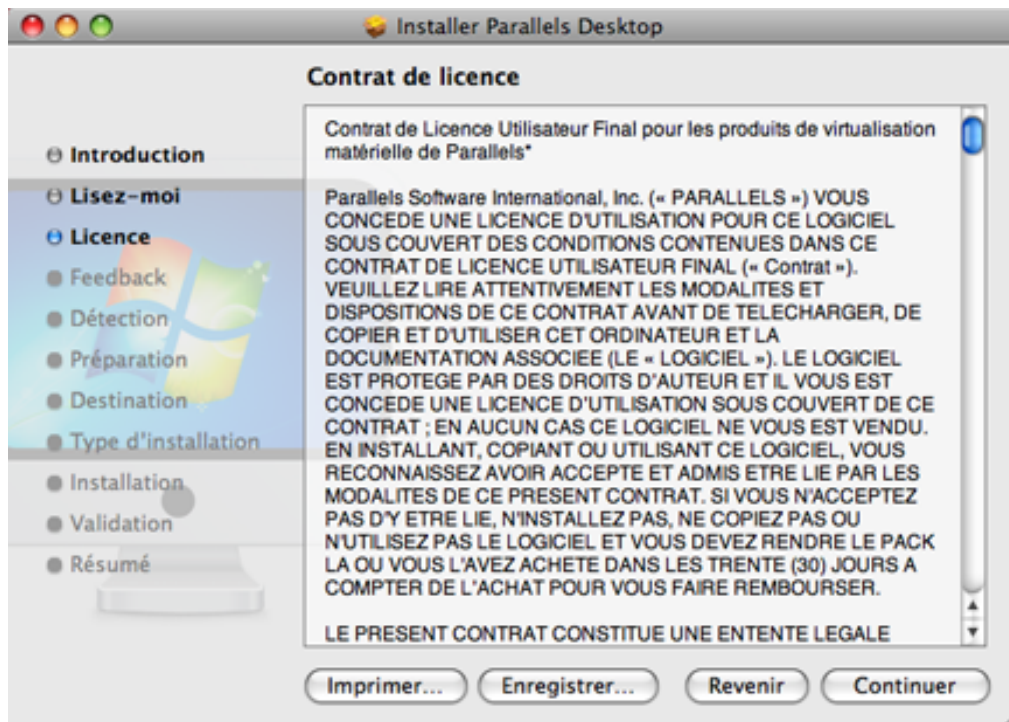 Installer Parallels Desktop
Contrat de licence
Introduction
Lisez-moi
Licence
Feedback
Détection
Préparation
Destination
Type d'installation
Installation
Validation
Résumé
Contrat de Licence Utilisateur Final pour les produits de virtualisation
matérielle de Parallels*
Parallels Software International, Inc. (« PARALLELS ») VOUS
CONCEDE UNE LICENCE D'UTILISATION POUR CE LOGICIEL
SOUS COUVERT DES CONDITIONS CONTENUES DANS CE
CONTRAT DE LICENCE UTILISATEUR FINAL (« Contrat »).
VEUILLEZ LIRE ATTENTIVEMENT LES MODALITES ET
DISPOSITIONS DE CE CONTRAT AVANT DE TELECHARGER, DE
COPIER ET D'UTILISER CET ORDINATEUR ET LA
DOCUMENTATION ASSOCIEE (LE « LOGICIEL »). LE LOGICIEL
EST PROTEGE PAR DES DROITS D'AUTEUR ET IL VOUS EST
CONCEDE UNE LICENCE D'UTILISATION SOUS COUVERT DE CE
CONTRAT ; EN AUCUN CAS CE LOGICIEL NE VOUS EST VENDU.
EN INSTALLANT, COPIANT OU UTILISANT CE LOGICIEL, VOUS
RECONNAISSEZ AVOIR ACCEPTE ET ADMIS ETRE LIE PAR LES
MODALITES DE CE PRESENT CONTRAT. SI VOUS N'ACCEPTEZ
PAS D'Y ETRE LIE, N'INSTALLEZ PAS, NE COPIEZ PAS OU
N'UTILISEZ PAS LE LOGICIEL ET VOUS DEVEZ RENDRE LE PACK
LA OU VOUS L'AVEZ ACHETE DANS LES TRENTE (30) JOURS A
COMPTER DE L'ACHAT POUR VOUS FAIRE REMBOURSER.
LE PRESENT CONTRAT CONSTITUE UNE ENTENTE LEGALE
Imprimer...
Enregistrer...
Revenir
Continuer